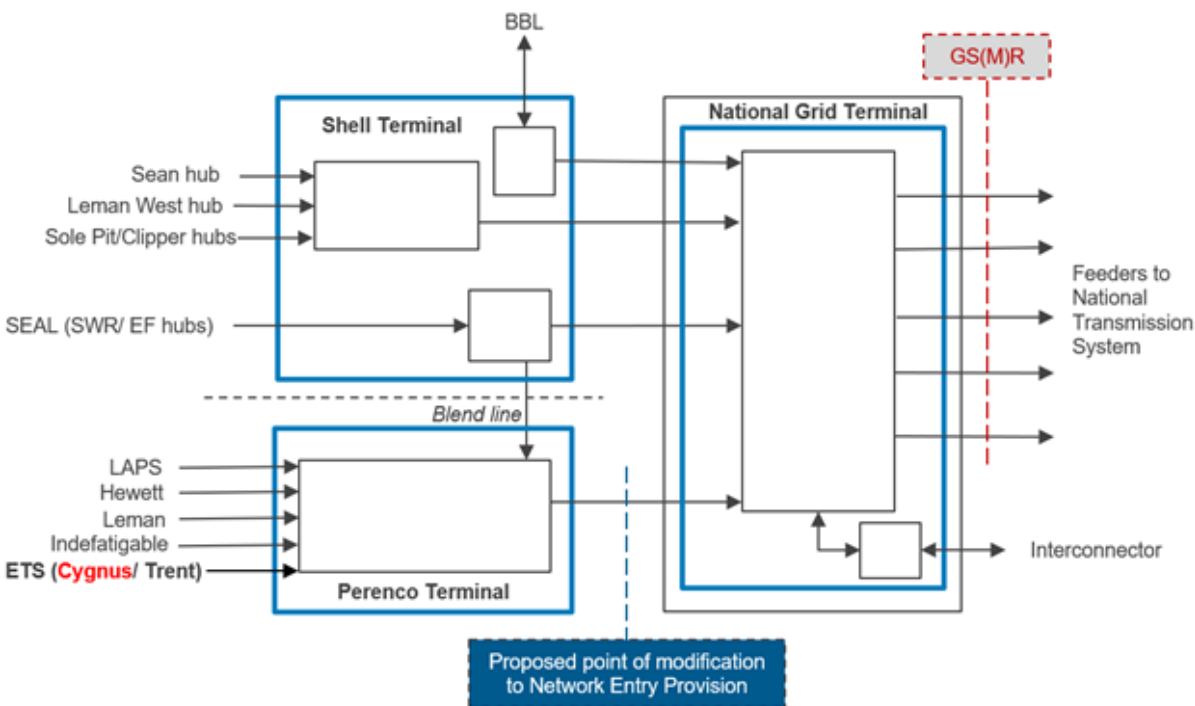 BBL
GS(M)R
Shell Terminal
National Grid Terminal
Sean hub
Leman West hub
Sole Pit/Clipper hubs
SEAL (SWR/ EF hubs)
Feeders to
National
Transmission
System
Blend line
LAPS
Hewett
Leman
Indefatigable
ETS (Cygnus/ Trent)
Perenco Terminal
Interconnector
Proposed point of modification
to Network Entry Provision